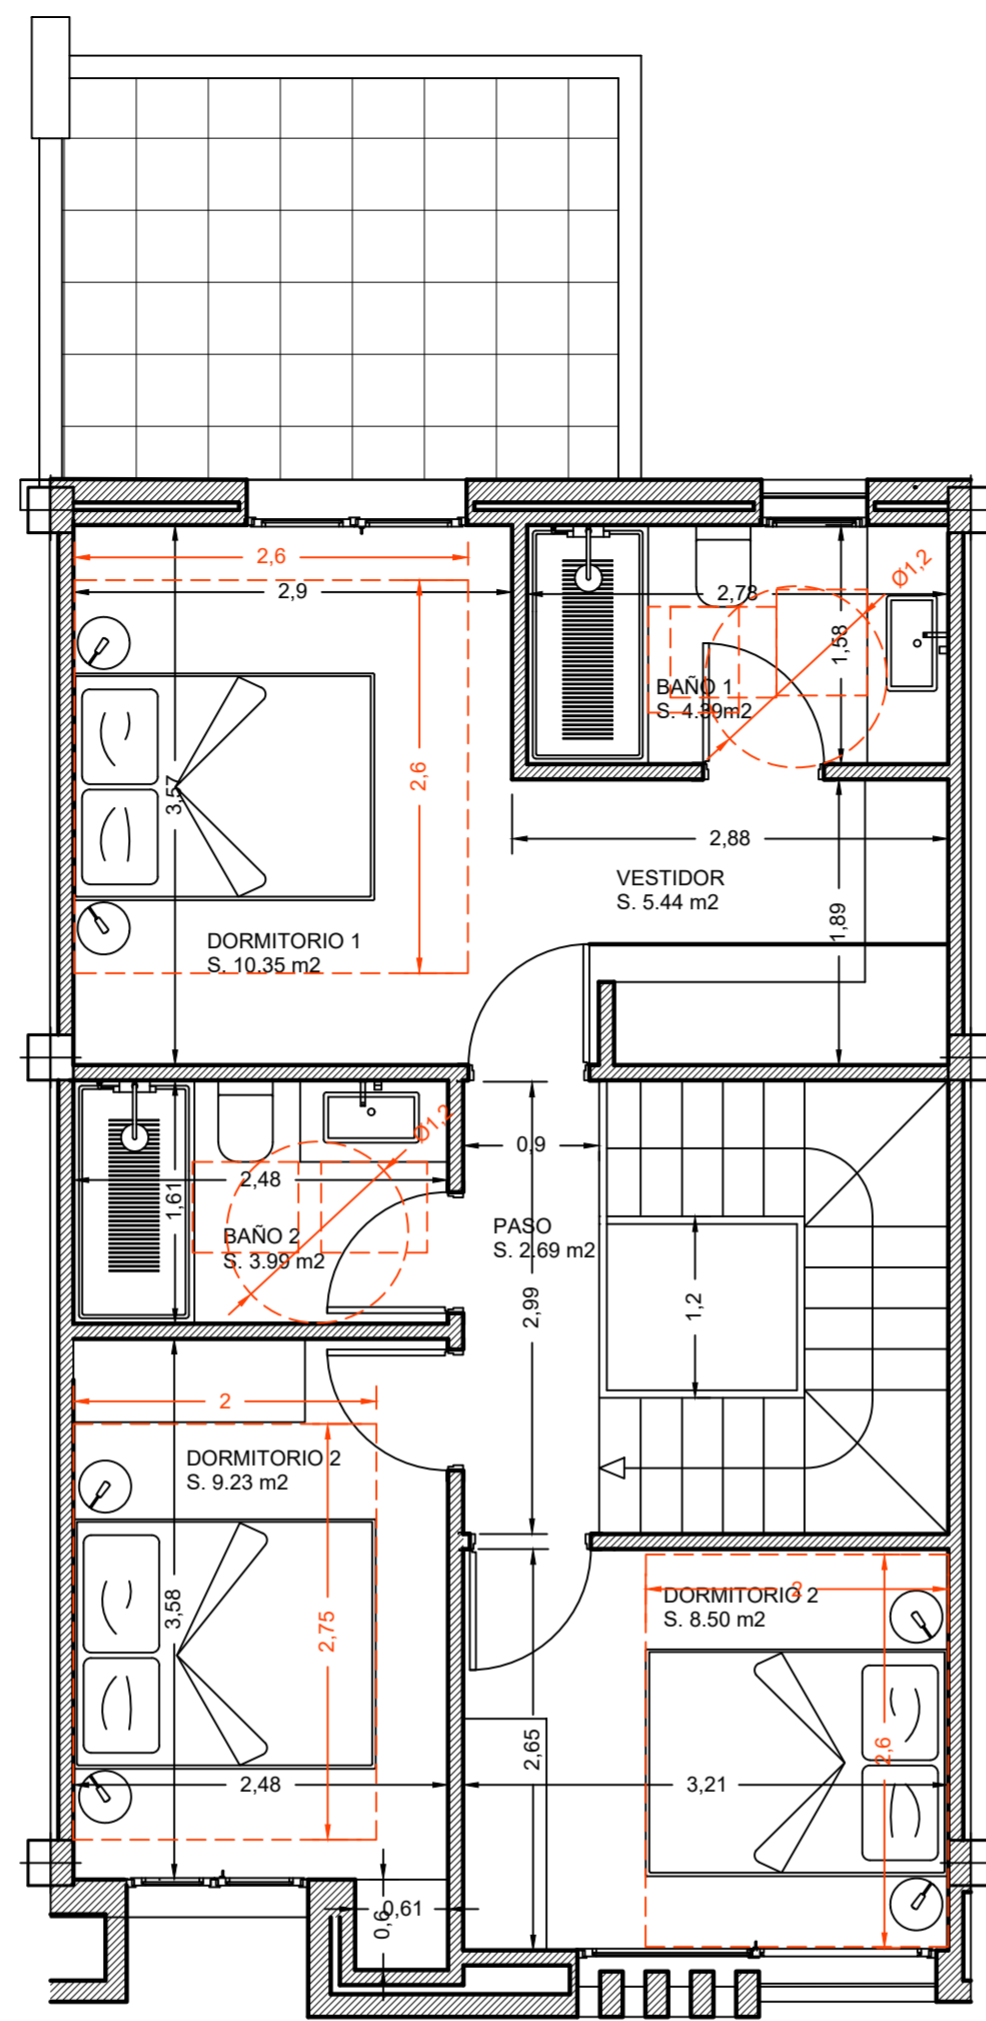 2,6
2,9
Ø1,2
2,78
1,58
BAÑO 1
S. 4.39m2
2,6
3,57
2,88
VESTIDOR
S. 5.44 m2
1,89
DORMITORIO 1
S. 10.35 m2
Ø1,2
0,9
2,48
1,61
BAÑO 2
S. 3.99 m2
PASO
S. 2.69 m2
2,99
1,2
2
DORMITORIO 2
S. 9.23 m2
3,58
2,75
DORMITORIO 2
2
S. 8.50 m2
2,65
2,6
2,48
3,21
0,6
0,61